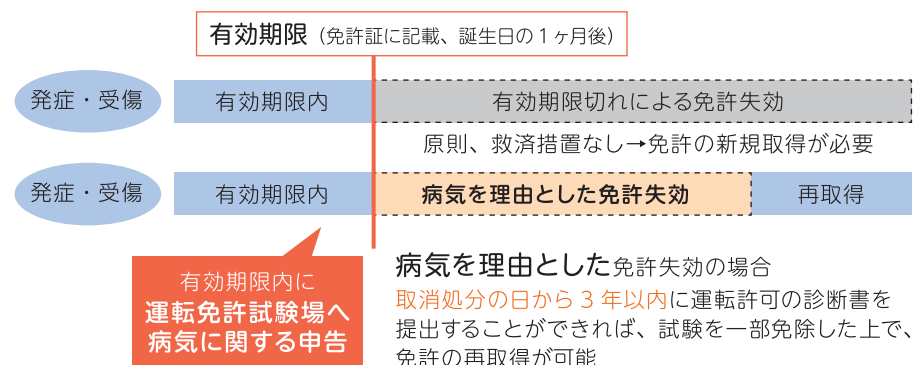 有効期限（免許証に記載、誕生日の1ヶ月後）
発症・受傷
有効期限内
有効期限切れによる免許失効
原則、救済措置なし→免許の新規取得が必要
発症・受傷
有効期限内
病気を理由とした免許失効
再取得
有効期限内に
運転免許試験場へ
病気に関する申告
病気を理由とした免許失効の場合
取消処分の日から3年以内に運転許可の診断書を
提出することができれば、試験を一部免除した上で、
免許の再取得が可能